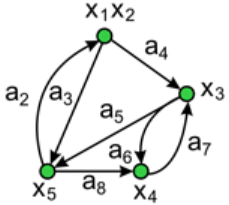 x₁x₂
a₄
a₂ a₃ a₅ x₃
a₆ a₇
x₅ a₈ x₄